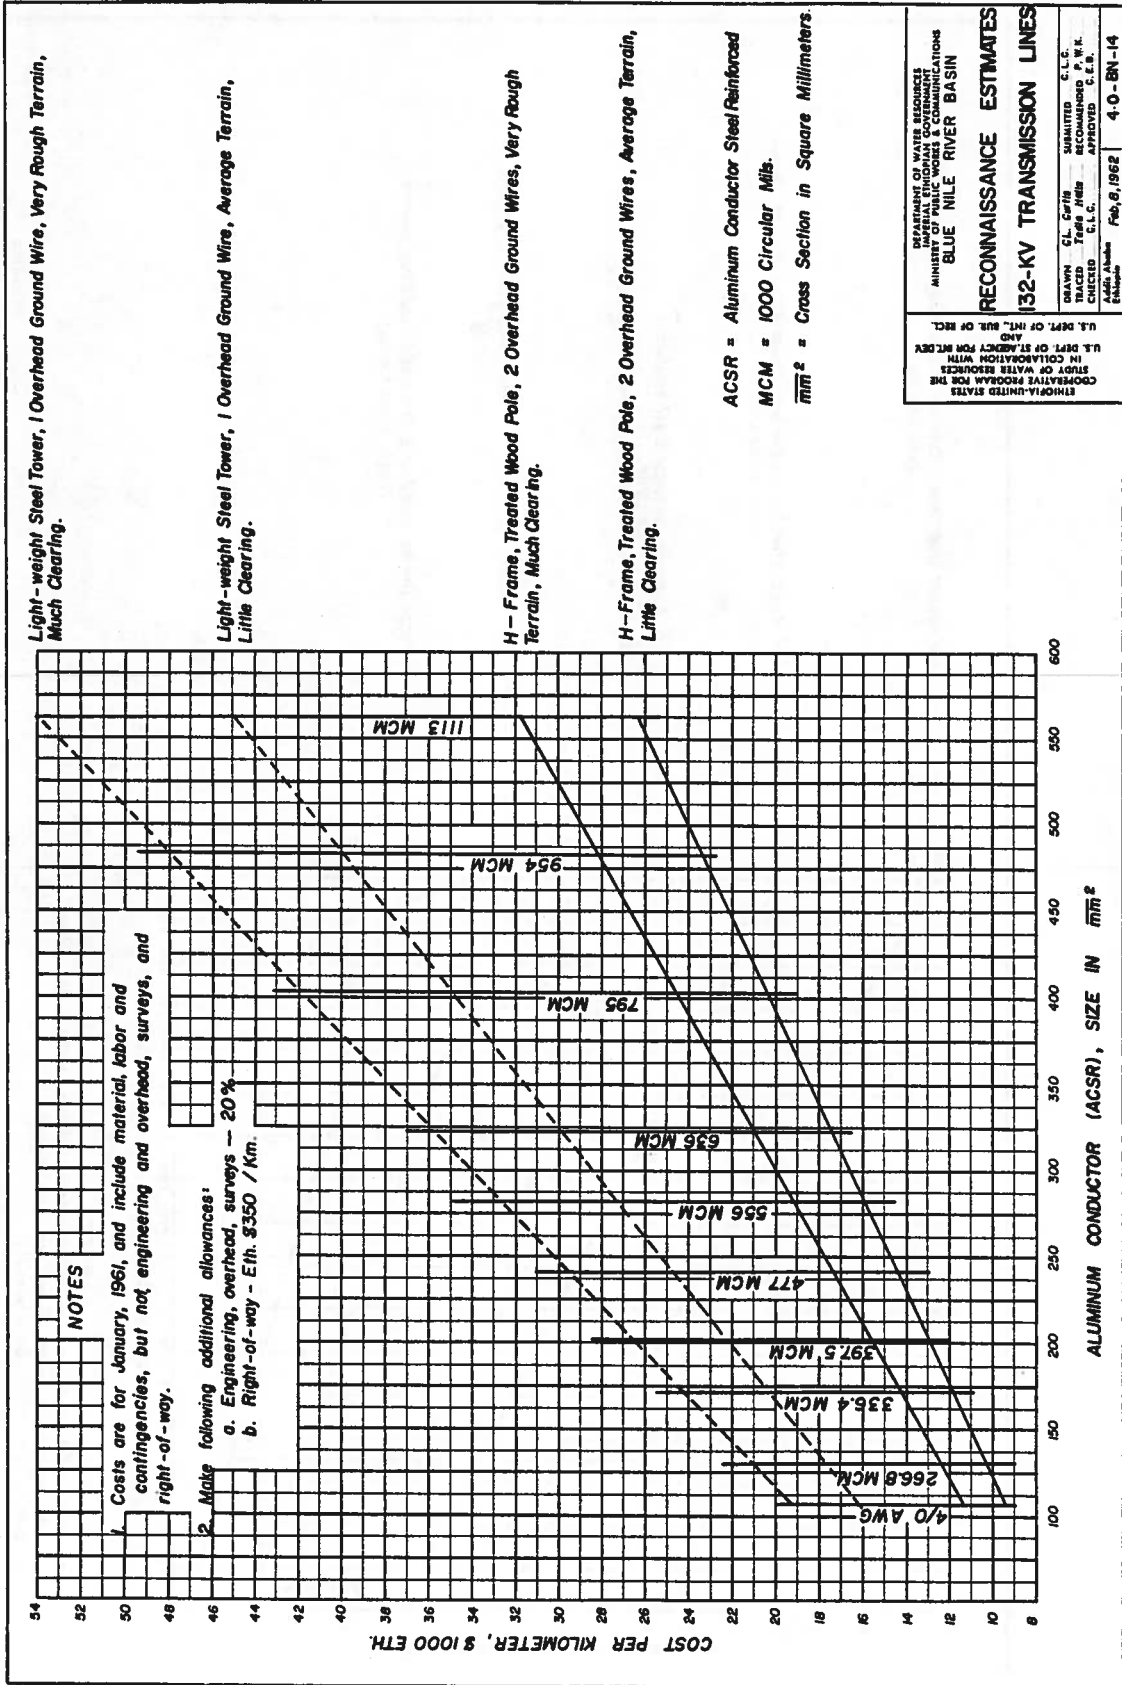 Light-weight Steel Tower, 1 Overhead Ground Wire, Very Rough Terrain,
Much Clearing.
Light-weight Steel Tower, 1 Overhead Ground Wire, Average Terrain,
Little Clearing.
H-Frame, Treated Wood Pole, 2 Overhead Ground Wires, Very Rough
Terrain, Much Clearing.
H-Frame, Treated Wood Pole, 2 Overhead Ground Wires, Average Terrain,
Little Clearing.
ACSR = Aluminum Conductor Steel Reinforced
MCM = 1000 Circular Mils.
mm² = Cross Section in Square Millimeters.
NOTES
1. Costs are for January, 1961, and include material, labor and
contingencies, but not engineering and overhead, surveys, and
right-of-way.
2. Make following additional allowances:
a. Engineering, overhead, surveys — 20%
b. Right-of-way - Eth. $350 / Km.
COST PER KILOMETER, $ 1000 ETH.
54
52
50
48
46
44
42
40
38
36
34
32
30
28
26
24
22
20
18
16
14
12
10
8
4/0 AWG
266.8 MCM
336.4 MCM
397.5 MCM
477 MCM
556 MCM
636 MCM
795 MCM
954 MCM
1113 MCM
100
150
200
250
300
350
400
450
500
550
600
ALUMINUM CONDUCTOR (ACSR), SIZE IN mm²
ETHIOPIA-UNITED STATES
COOPERATIVE PROGRAM FOR THE
STUDY OF WATER RESOURCES
IN COLLABORATION WITH
U.S. DEPT. OF ST. AGENCY FOR INT. DEV.
AND
U.S. DEPT. OF INT., BUR. OF RECL.
DEPARTMENT OF WATER RESOURCES
IMPERIAL ETHIOPIAN GOVERNMENT
MINISTRY OF PUBLIC WORKS & COMMUNICATIONS
BLUE NILE RIVER BASIN
RECONNAISSANCE ESTIMATES
132-KV TRANSMISSION LINES
DRAWN C.L. Curtis SUBMITTED C.L.C.
TRACED RECOMMENDED P.W.K.
CHECKED C.L.C. APPROVED C.E.B.
Addis Ababa
Ethiopia Feb, 8, 1962 4.0-BN-14